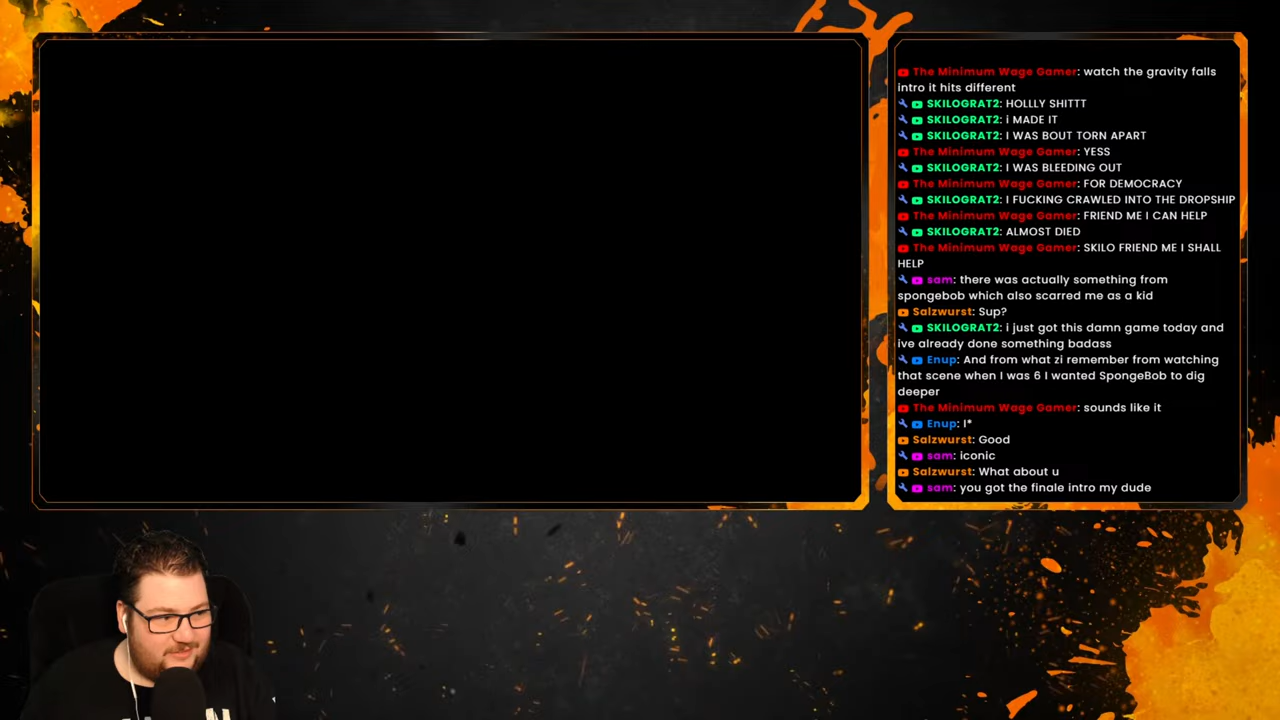 The Minimum Wage Gamer: watch the gravity falls
intro it hits different
SKILOGRAT2: HOLLLY SHITTT
SKILOGRAT2: i MADE IT
SKILOGRAT2: I WAS BOUT TORN APART
The Minimum Wage Gamer: YESS
SKILOGRAT2: I WAS BLEEDING OUT
The Minimum Wage Gamer: FOR DEMOCRACY
SKILOGRAT2: I FUCKING CRAWLED INTO THE DROPSHIP
The Minimum Wage Gamer: FRIEND ME I CAN HELP
SKILOGRAT2: ALMOST DIED
The Minimum Wage Gamer: SKILO FRIEND ME I SHALL
HELP
sam: there was actually something from
spongebob which also scarred me as a kid
Salzwurst: Sup?
SKILOGRAT2: i just got this damn game today and
ive already done something badass
Enup: And from what zi remember from watching
that scene when I was 6 I wanted SpongeBob to dig
deeper
The Minimum Wage Gamer: sounds like it
Enup: I*
Salzwurst: Good
sam: iconic
Salzwurst: What about u
sam: you got the finale intro my dude